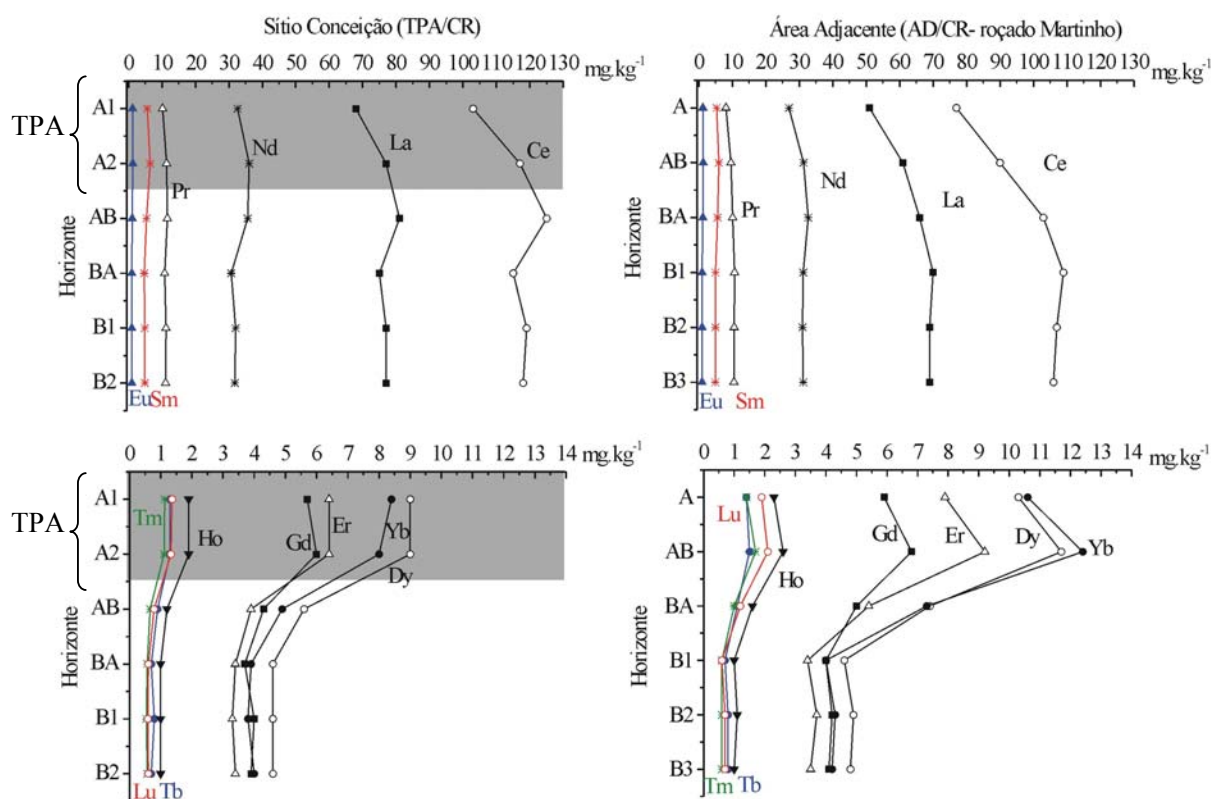 Sítio Conceição (TPA/CR)
0 10 20 30 40 50 60 70 80 90 100 110 120 130 mg.kg-1
TPA
A1
A2
AB
BA
B1
B2
Horizonte
Pr
Nd
La
Ce
Eu Sm
Área Adjacente (AD/CR- roçado Martinho)
0 10 20 30 40 50 60 70 80 90 100 110 120 130 mg.kg-1
A
AB
BA
B1
B2
B3
Horizonte
Pr
Nd
La
Ce
Eu Sm
0 1 2 3 4 5 6 7 8 9 10 11 12 13 14 mg.kg-1
TPA
A1
A2
AB
BA
B1
B2
Horizonte
Tm
Ho
Gd
Er
Yb
Dy
Lu Tb
0 1 2 3 4 5 6 7 8 9 10 11 12 13 14 mg.kg-1
A
AB
BA
B1
B2
B3
Horizonte
Lu
Ho
Gd
Er
Dy
Yb
Tm Tb